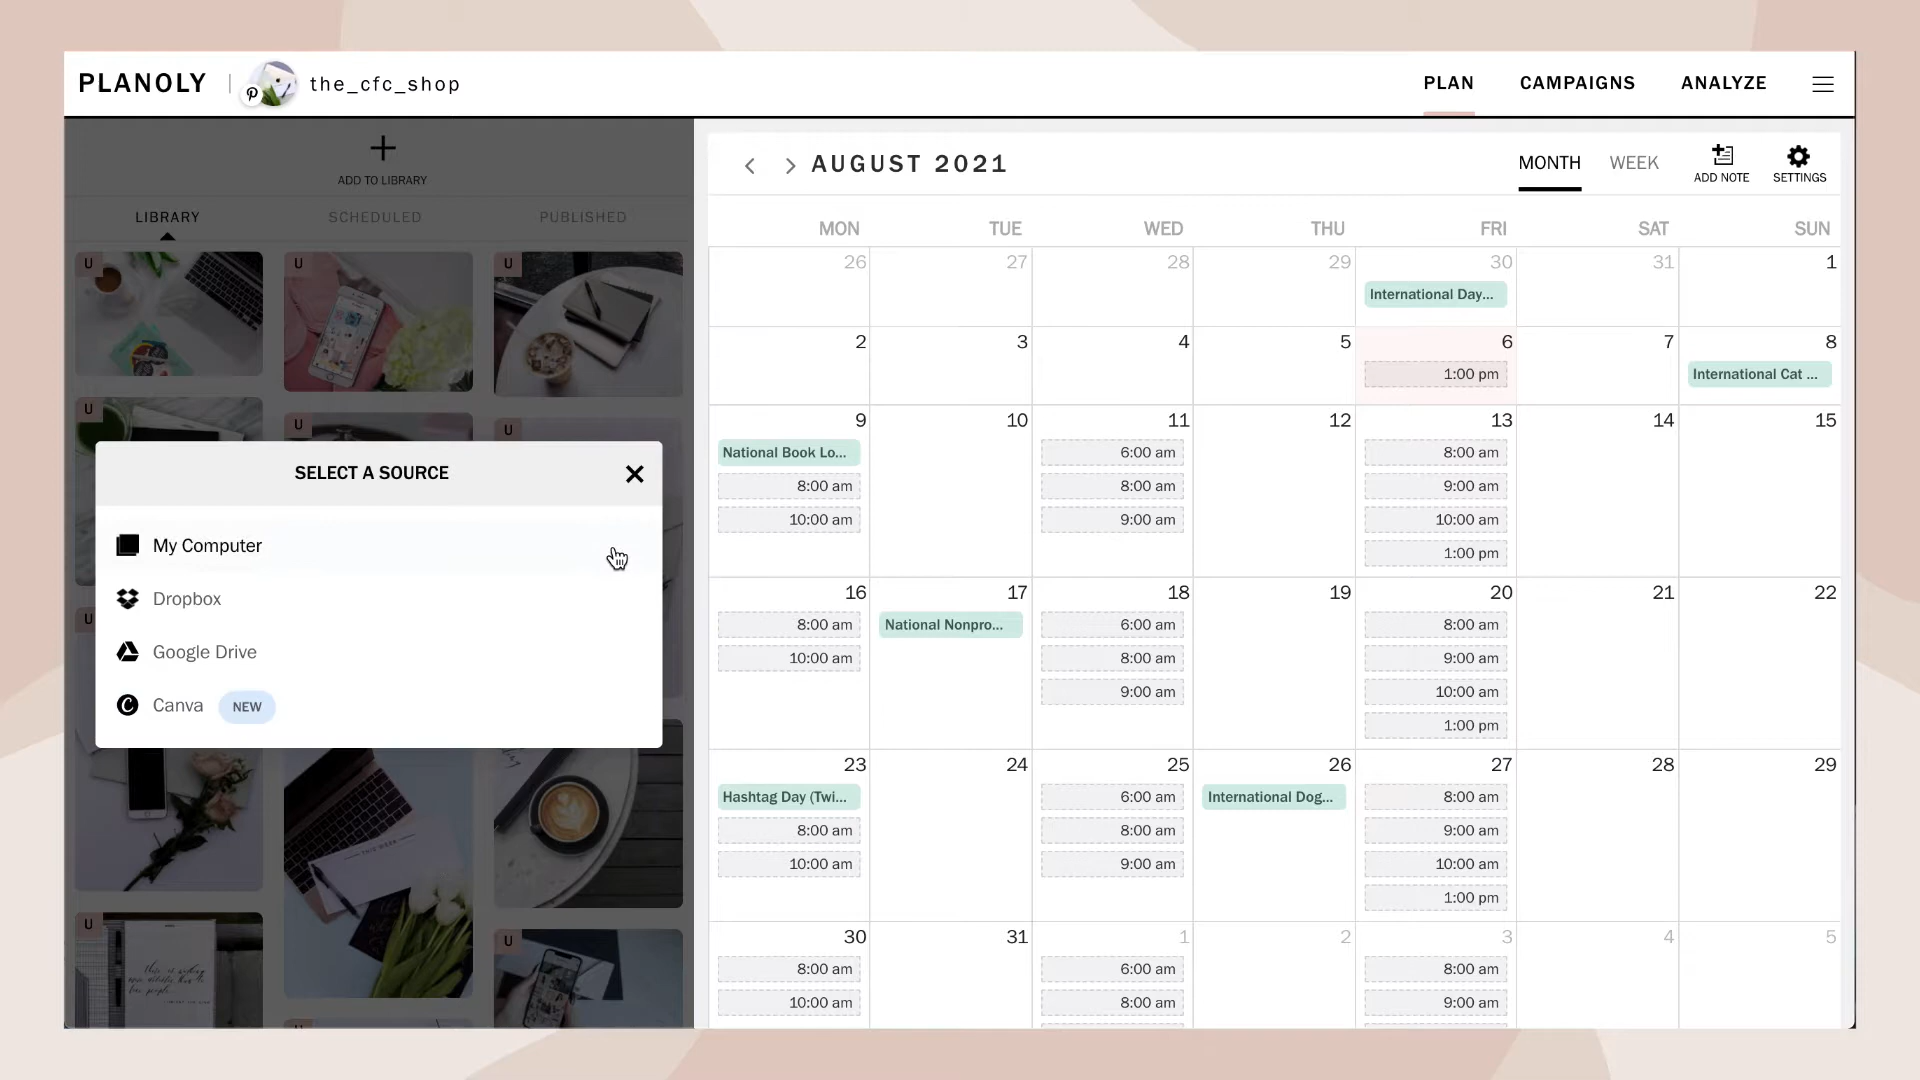 PLANOLY
the_cfc_shop
PLAN
CAMPAIGNS
ANALYZE
ADD TO LIBRARY
LIBRARY
SCHEDULED
PUBLISHED
U
U
U
U
U
U
U
U
U
SELECT A SOURCE
My Computer
Dropbox
Google Drive
Canva NEW
AUGUST 2021
MONTH
WEEK
ADD NOTE
SETTINGS
MON TUE WED THU FRI SAT SUN
26 27 28 29 30 31 1
International Day...
2 3 4 5 6 7 8
1:00 pm
International Cat ...
9 10 11 12 13 14 15
National Book Lo... 6:00 am 8:00 am
8:00 am 8:00 am 9:00 am
10:00 am 9:00 am 10:00 am
1:00 pm
16 17 18 19 20 21 22
8:00 am National Nonpro... 6:00 am 8:00 am
10:00 am 8:00 am 9:00 am
9:00 am 10:00 am
1:00 pm
23 24 25 26 27 28 29
Hashtag Day (Twi... 6:00 am International Dog... 8:00 am
8:00 am 8:00 am 9:00 am
10:00 am 9:00 am 10:00 am
1:00 pm
30 31 1 2 3 4 5
8:00 am 6:00 am 8:00 am
10:00 am 8:00 am 9:00 am